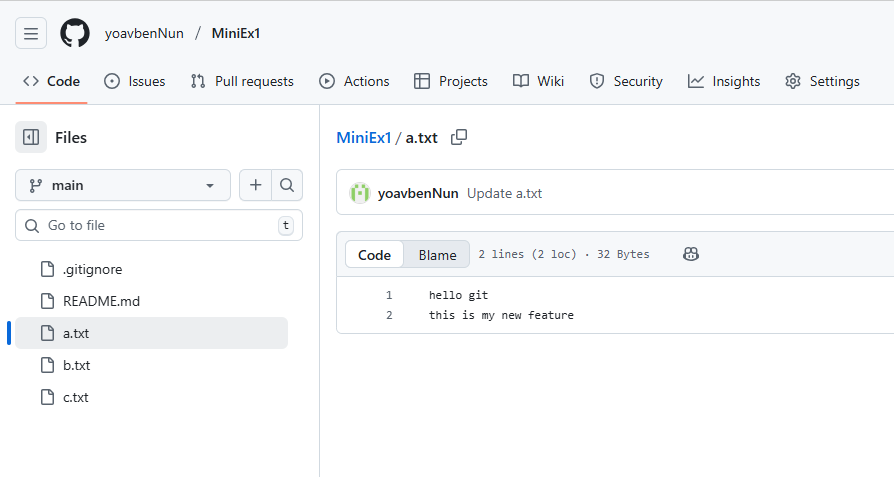 yoavbenNun / MiniEx1
Code Issues Pull requests Actions Projects Wiki Security Insights Settings
Files
main
Go to file t
.gitignore
README.md
a.txt
b.txt
c.txt
MiniEx1 / a.txt
yoavbenNun Update a.txt
Code Blame 2 lines (2 loc) · 32 Bytes
1 hello git
2 this is my new feature